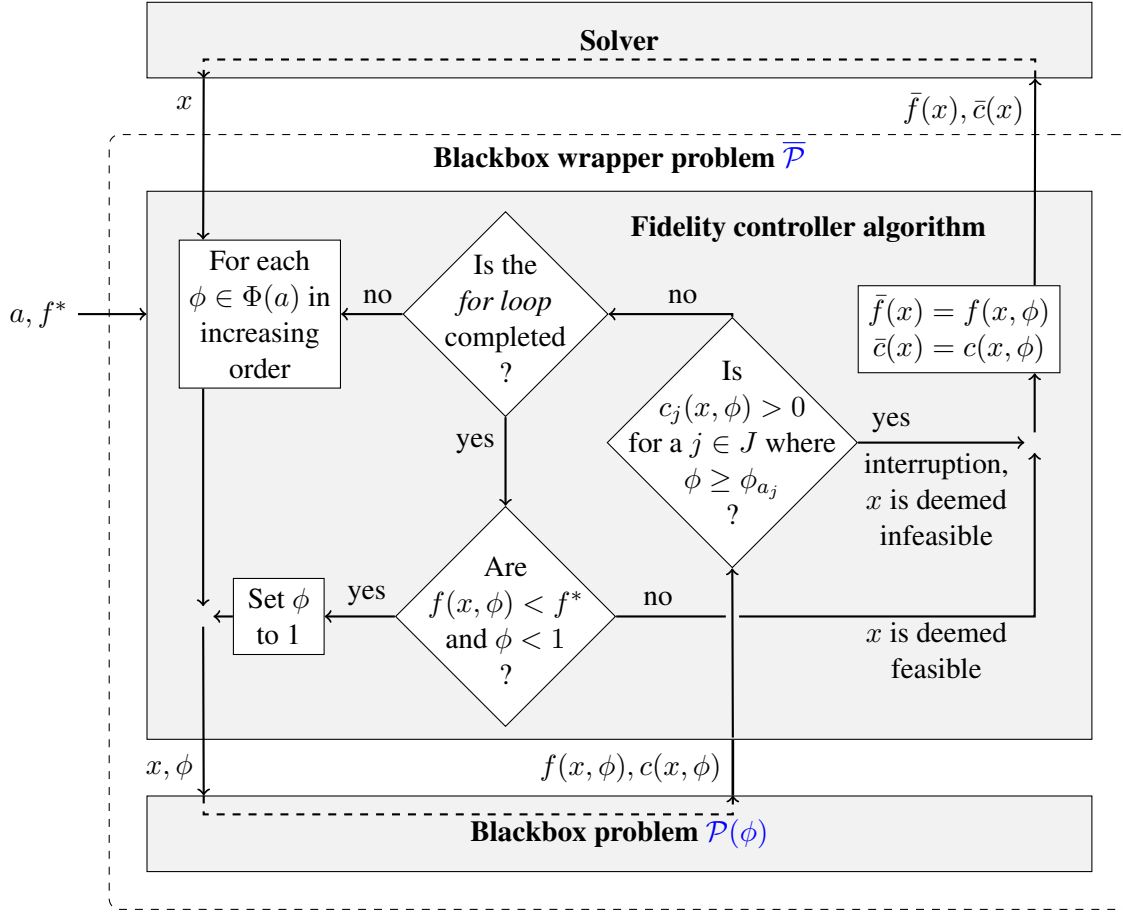 Solver
x
f̄(x), c̄(x)
Blackbox wrapper problem 𝒫̄
Fidelity controller algorithm
a, f*
For each
ϕ ∈ Φ(a) in
increasing
order
no
Is the
for loop
completed
?
no
f̄(x) = f(x, ϕ)
c̄(x) = c(x, ϕ)
yes
Is
c_j(x, ϕ) > 0
for a j ∈ J where
ϕ ≥ ϕ_{a_j}
?
yes
interruption,
x is deemed
infeasible
Set ϕ
to 1
yes
Are
f(x, ϕ) < f*
and ϕ < 1
?
no
x is deemed
feasible
x, ϕ
f(x, ϕ), c(x, ϕ)
Blackbox problem 𝒫(ϕ)